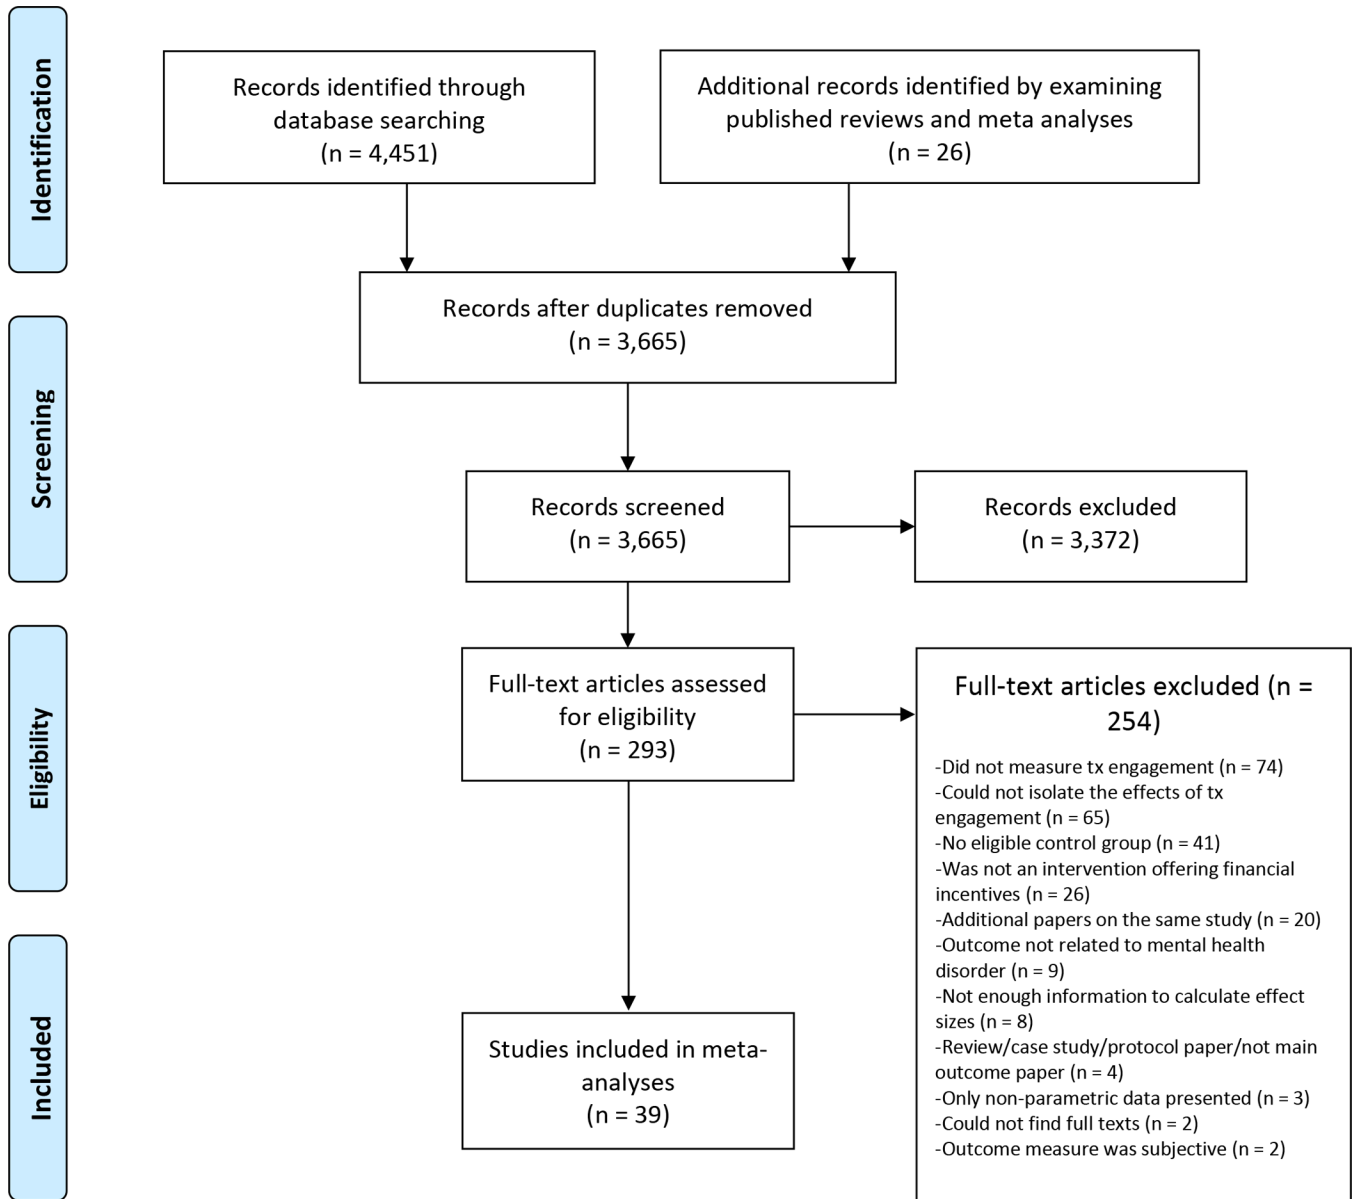 Identification
Records identified through
database searching
(n = 4,451)
Additional records identified by examining
published reviews and meta analyses
(n = 26)
Screening
Records after duplicates removed
(n = 3,665)
Records screened
(n = 3,665)
Records excluded
(n = 3,372)
Eligibility
Full-text articles assessed
for eligibility
(n = 293)
Full-text articles excluded (n =
254)
-Did not measure tx engagement (n = 74)
-Could not isolate the effects of tx
engagement (n = 65)
-No eligible control group (n = 41)
-Was not an intervention offering financial
incentives (n = 26)
-Additional papers on the same study (n = 20)
-Outcome not related to mental health
disorder (n = 9)
-Not enough information to calculate effect
sizes (n = 8)
-Review/case study/protocol paper/not main
outcome paper (n = 4)
-Only non-parametric data presented (n = 3)
-Could not find full texts (n = 2)
-Outcome measure was subjective (n = 2)
Included
Studies included in meta-
analyses
(n = 39)